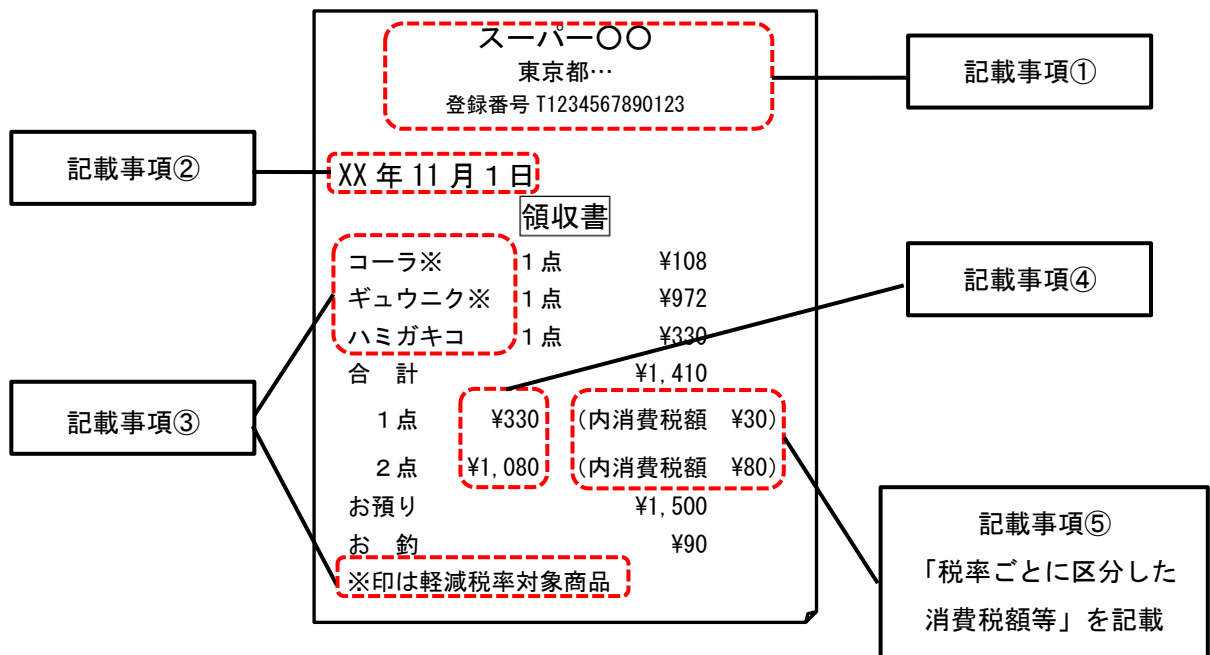 スーパー〇〇
東京都…
登録番号 T1234567890123
記載事項①
記載事項②
XX 年 11 月 1 日
領収書
コーラ※ 1 点 ¥108
ギュウニク※ 1 点 ¥972
ハミガキコ 1 点 ¥330
合 計 ¥1,410
1 点 ¥330 (内消費税額 ¥30)
2 点 ¥1,080 (内消費税額 ¥80)
お預り ¥1,500
お 釣 ¥90
※印は軽減税率対象商品
記載事項③
記載事項④
記載事項⑤
「税率ごとに区分した
消費税額等」を記載